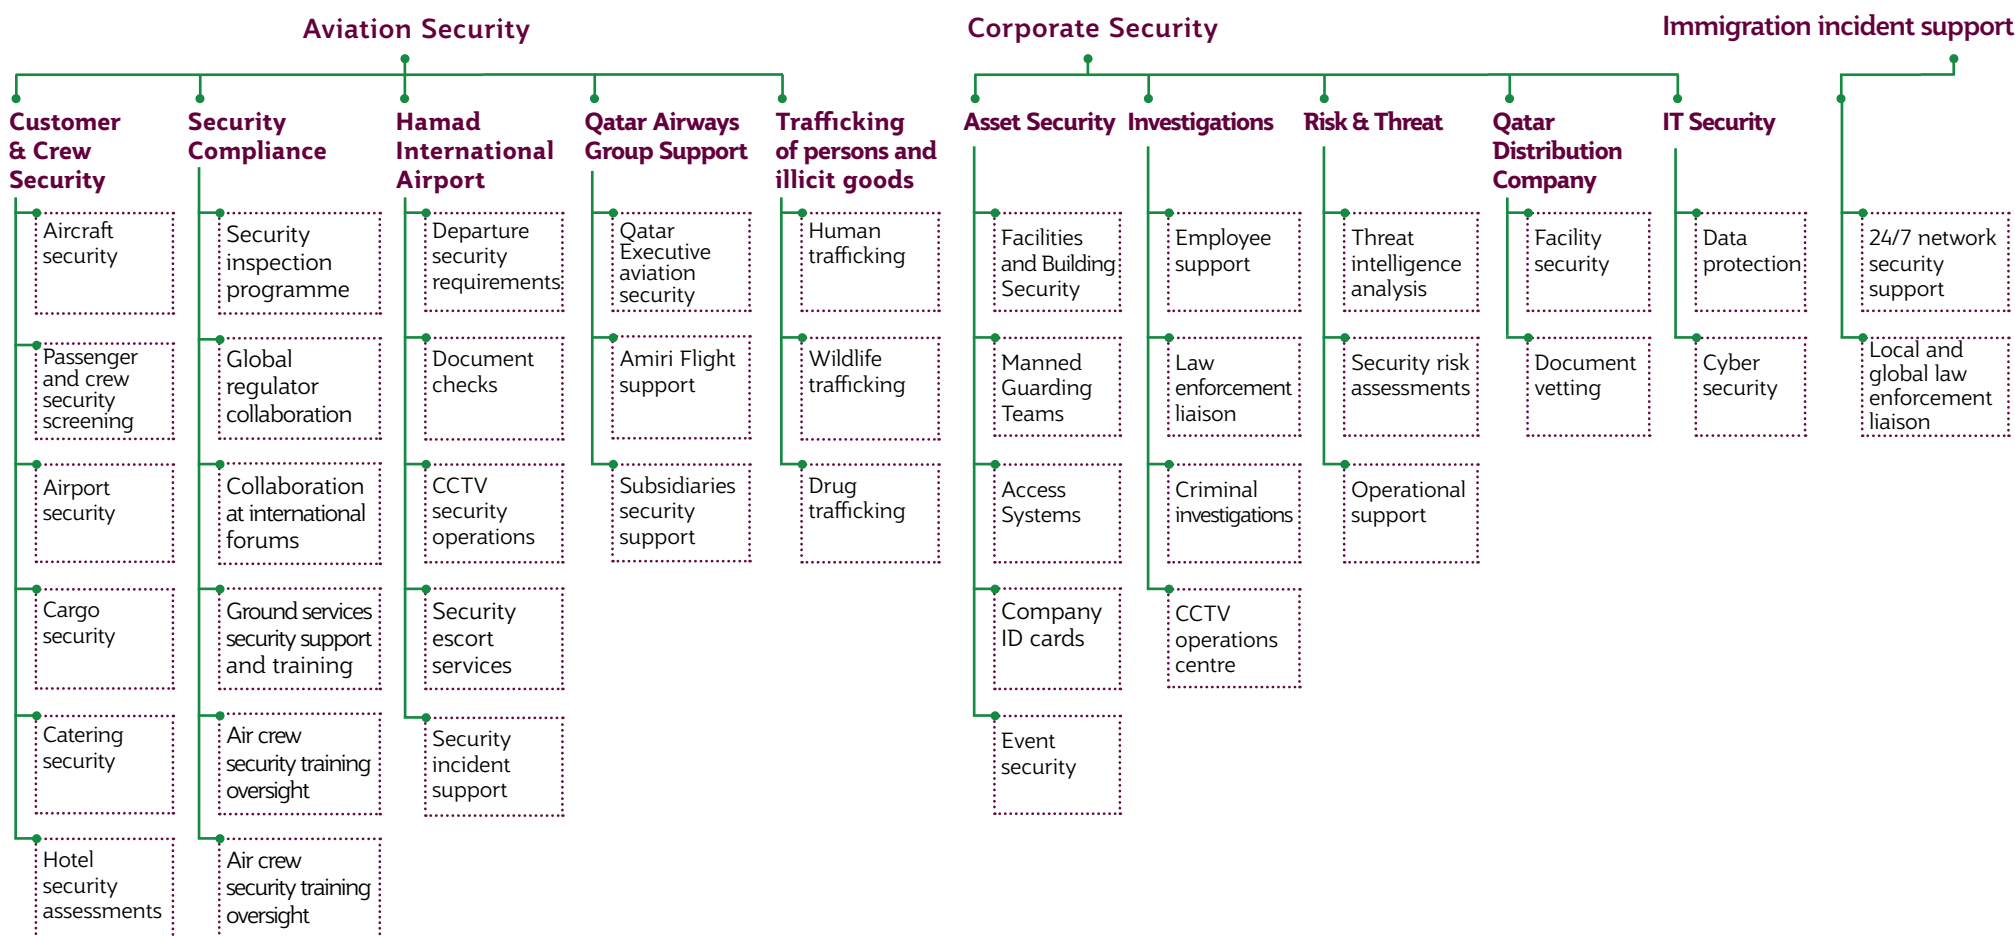 Aviation Security
Customer
& Crew
Security
Aircraft
security
Passenger
and crew
security
screening
Airport
security
Cargo
security
Catering
security
Hotel
security
assessments
Security
Compliance
Security
inspection
programme
Global
regulator
collaboration
Collaboration
at international
forums
Ground services
security support
and training
Air crew
security training
oversight
Air crew
security training
oversight
Hamad
International
Airport
Departure
security
requirements
Document
checks
CCTV
security
operations
Security
escort
services
Security
incident
support
Qatar Airways
Group Support
Qatar
Executive
aviation
security
Amiri Flight
support
Subsidiaries
security
support
Trafficking
of persons and
illicit goods
Human
trafficking
Wildlife
trafficking
Drug
trafficking
Corporate Security
Asset Security
Facilities
and Building
Security
Manned
Guarding
Teams
Access
Systems
Company
ID cards
Event
security
Investigations
Employee
support
Law
enforcement
liaison
Criminal
investigations
CCTV
operations
centre
Risk & Threat
Threat
intelligence
analysis
Security risk
assessments
Operational
support
Qatar
Distribution
Company
Facility
security
Document
vetting
IT Security
Data
protection
Cyber
security
Immigration incident support
24/7 network
security
support
Local and
global law
enforcement
liaison